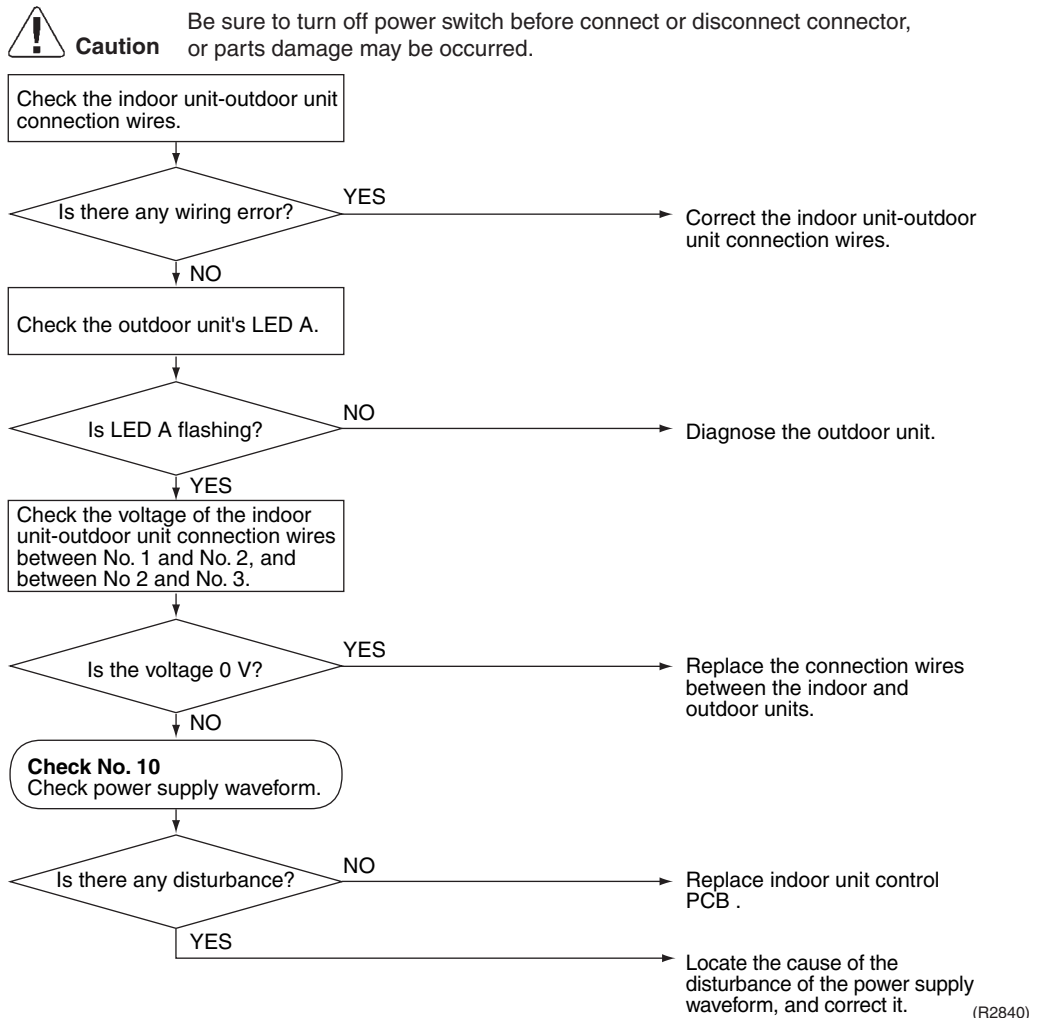 Caution
Be sure to turn off power switch before connect or disconnect connector,
or parts damage may be occurred.
Check the indoor unit-outdoor unit
connection wires.
Is there any wiring error?
YES
Correct the indoor unit-outdoor
unit connection wires.
NO
Check the outdoor unit's LED A.
Is LED A flashing?
NO
Diagnose the outdoor unit.
YES
Check the voltage of the indoor
unit-outdoor unit connection wires
between No. 1 and No. 2, and
between No 2 and No. 3.
Is the voltage 0 V?
YES
Replace the connection wires
between the indoor and
outdoor units.
NO
Check No. 10
Check power supply waveform.
Is there any disturbance?
NO
Replace indoor unit control
PCB .
YES
Locate the cause of the
disturbance of the power supply
waveform, and correct it.
(R2840)